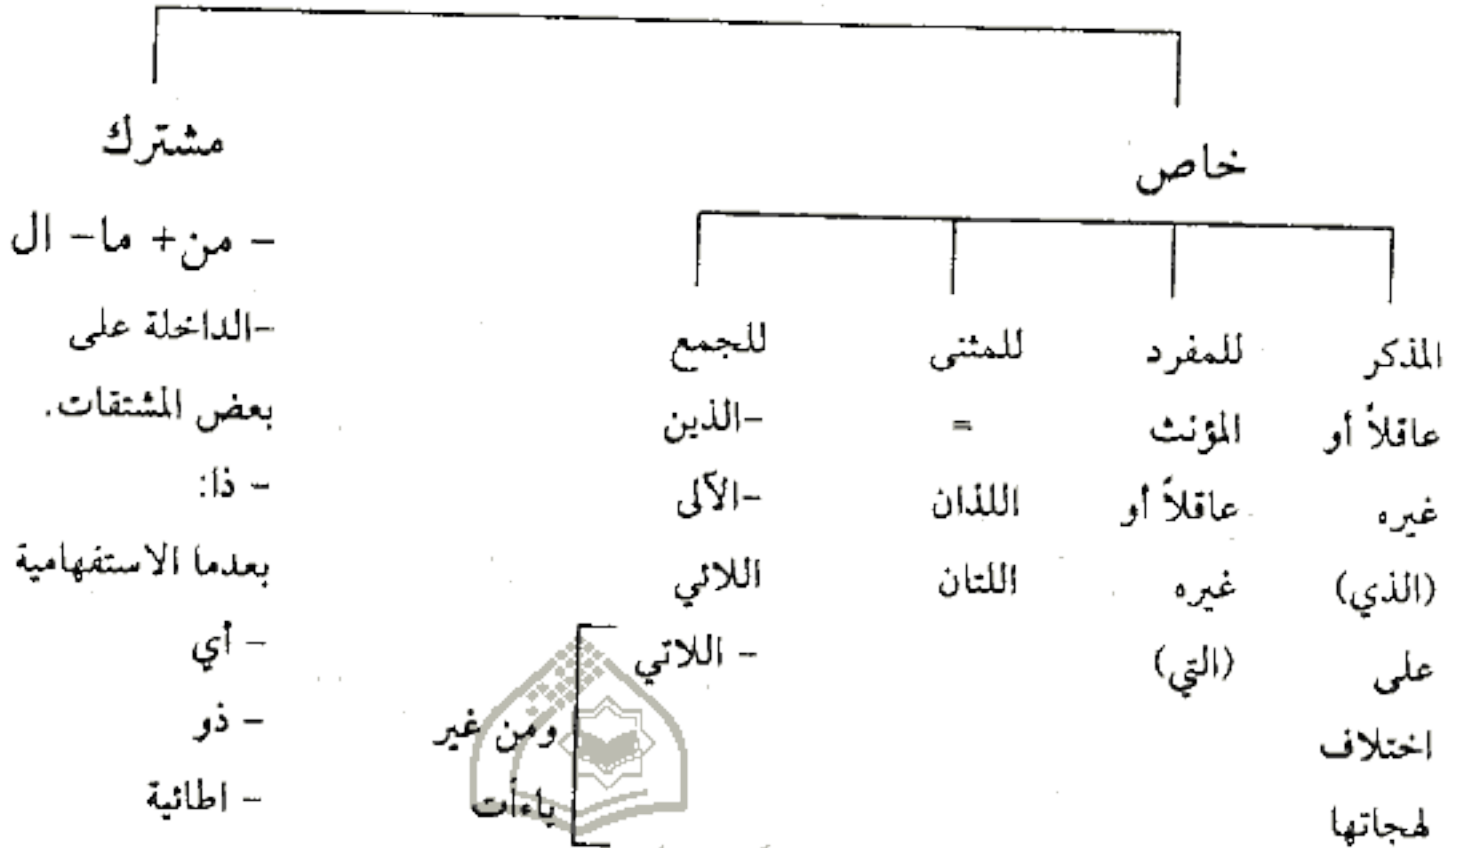 خاص
المذكر
عاقلاً أو
غيره
(الذي)
على
اختلاف
لهجاتها
للمفرد
المؤنث
عاقلاً أو
غيره
(التي)
للمثنى
=
اللذان
اللتان
للجمع
-الذين
-الآلى
اللائي
- اللاتي
ومن غير
ياءات
مشترك
- من+ ما- ال
-الداخلة على
بعض المشتقات.
- ذا:
بعدما الاستفهامية
- أي
- ذو
- اطائية